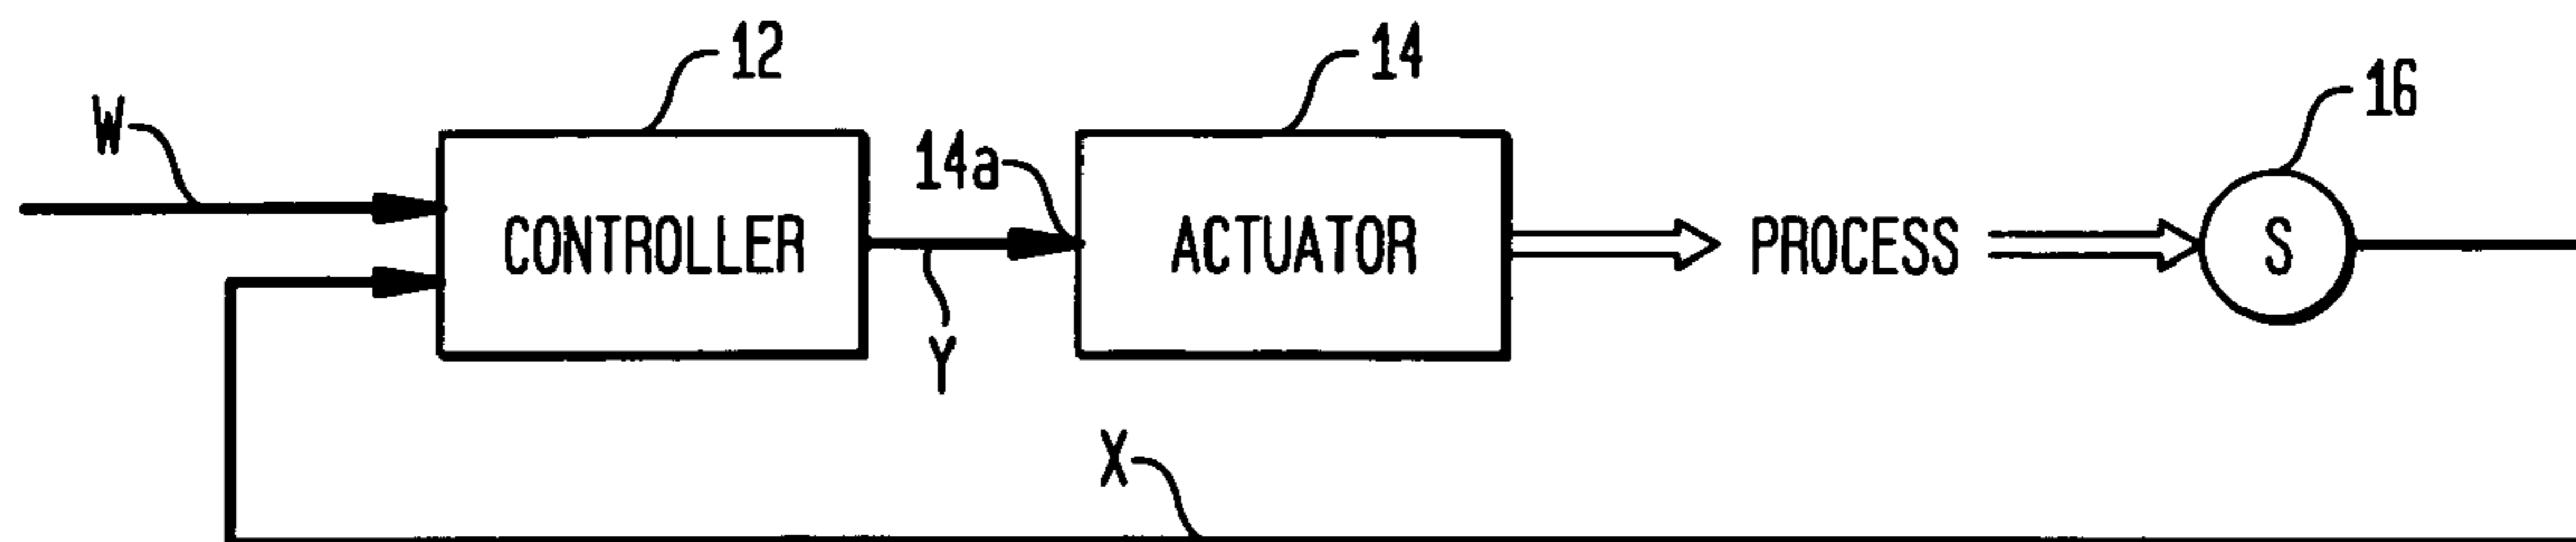 12
14
16
W
14a
CONTROLLER
ACTUATOR
PROCESS
S
Y
X